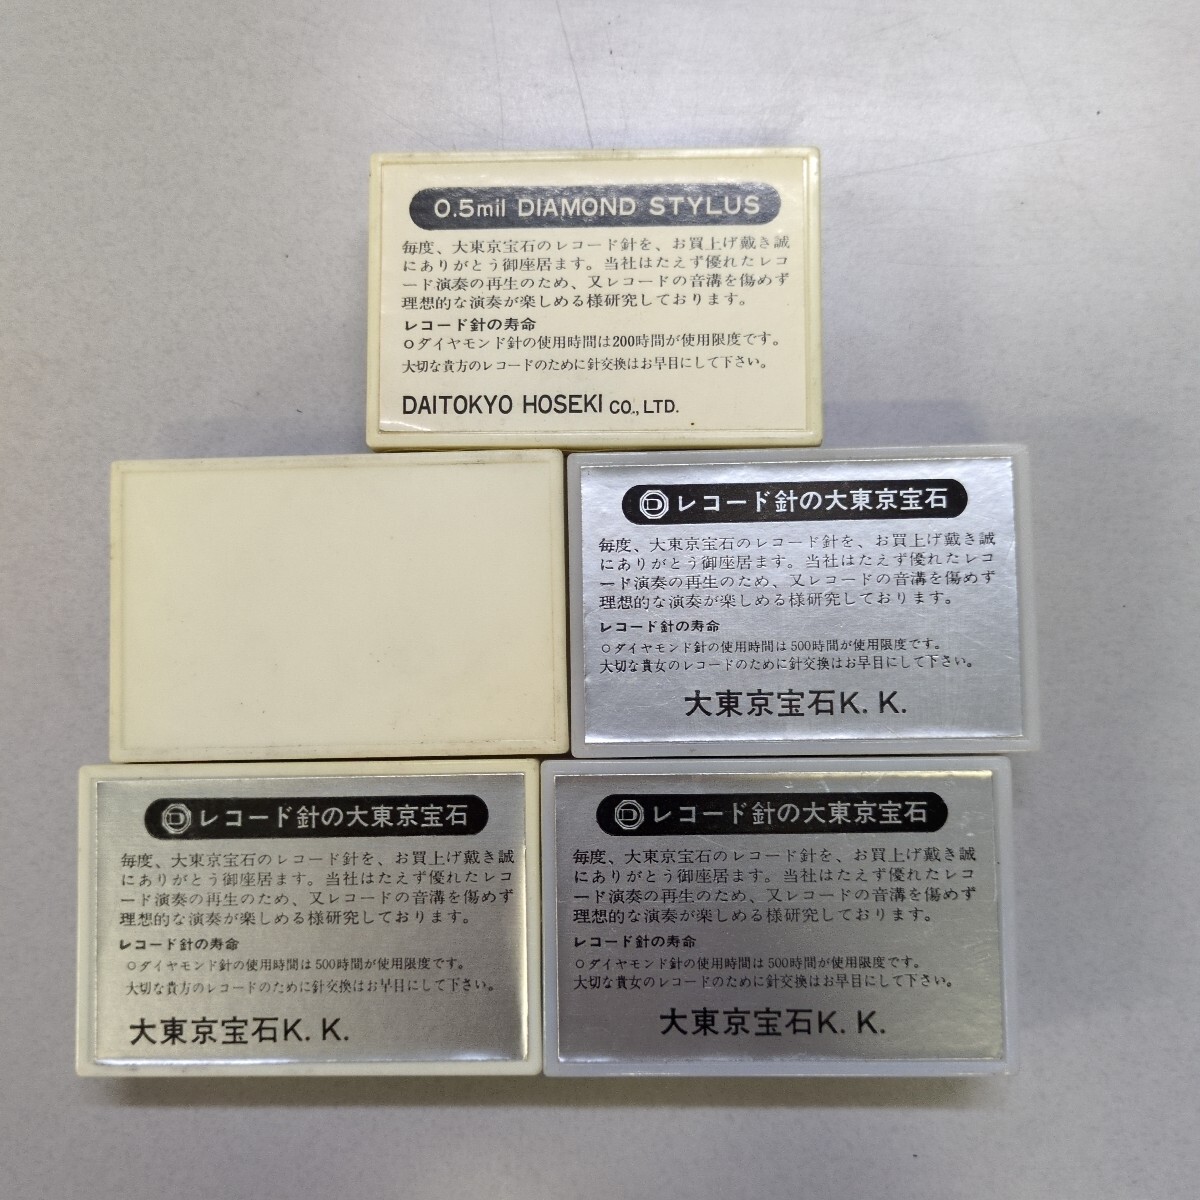 0.5mil DIAMOND STYLUS
毎度、大東京宝石のレコード針を、お買上げ戴き誠
にありがとう御座居ます。当社はたえず優れたレコ
ード演奏の再生のため、又レコードの音溝を傷めず
理想的な演奏が楽しめる様研究しております。
レコード針の寿命
○ダイヤモンド針の使用時間は200時間が使用限度です。
大切な貴方のレコードのために針交換はお早目にして下さい。
DAITOKYO HOSEKI CO., LTD.
D レコード針の大東京宝石
毎度、大東京宝石のレコード針を、お買上げ戴き誠
にありがとう御座居ます。当社はたえず優れたレコ
ード演奏の再生のため、又レコードの音溝を傷めず
理想的な演奏が楽しめる様研究しております。
レコード針の寿命
○ダイヤモンド針の使用時間は500時間が使用限度です。
大切な貴女のレコードのために針交換はお早目にして下さい。
大東京宝石K. K.
D レコード針の大東京宝石
毎度、大東京宝石のレコード針を、お買上げ戴き誠
にありがとう御座居ます。当社はたえず優れたレコ
ード演奏の再生のため、又レコードの音溝を傷めず
理想的な演奏が楽しめる様研究しております。
レコード針の寿命
○ダイヤモンド針の使用時間は500時間が使用限度です。
大切な貴方のレコードのために針交換はお早目にして下さい。
大東京宝石K. K.
D レコード針の大東京宝石
毎度、大東京宝石のレコード針を、お買上げ戴き誠
にありがとう御座居ます。当社はたえず優れたレコ
ード演奏の再生のため、又レコードの音溝を傷めず
理想的な演奏が楽しめる様研究しております。
レコード針の寿命
○ダイヤモンド針の使用時間は500時間が使用限度です。
大切な貴女のレコードのために針交換はお早目にして下さい。
大東京宝石K. K.